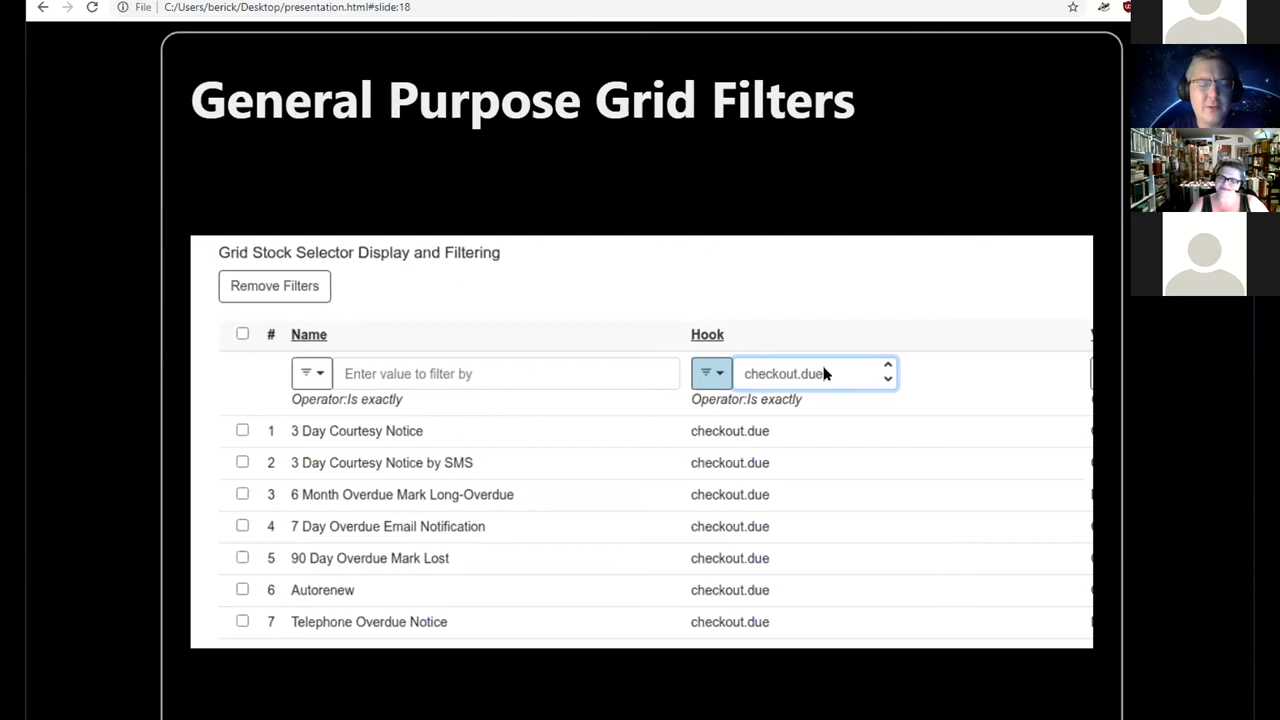 File C:/Users/berick/Desktop/presentation.html#slide:18
General Purpose Grid Filters
Grid Stock Selector Display and Filtering
Remove Filters
# Name Hook
Enter value to filter by checkout.due
Operator:Is exactly Operator:Is exactly
1 3 Day Courtesy Notice checkout.due
2 3 Day Courtesy Notice by SMS checkout.due
3 6 Month Overdue Mark Long-Overdue checkout.due
4 7 Day Overdue Email Notification checkout.due
5 90 Day Overdue Mark Lost checkout.due
6 Autorenew checkout.due
7 Telephone Overdue Notice checkout.due